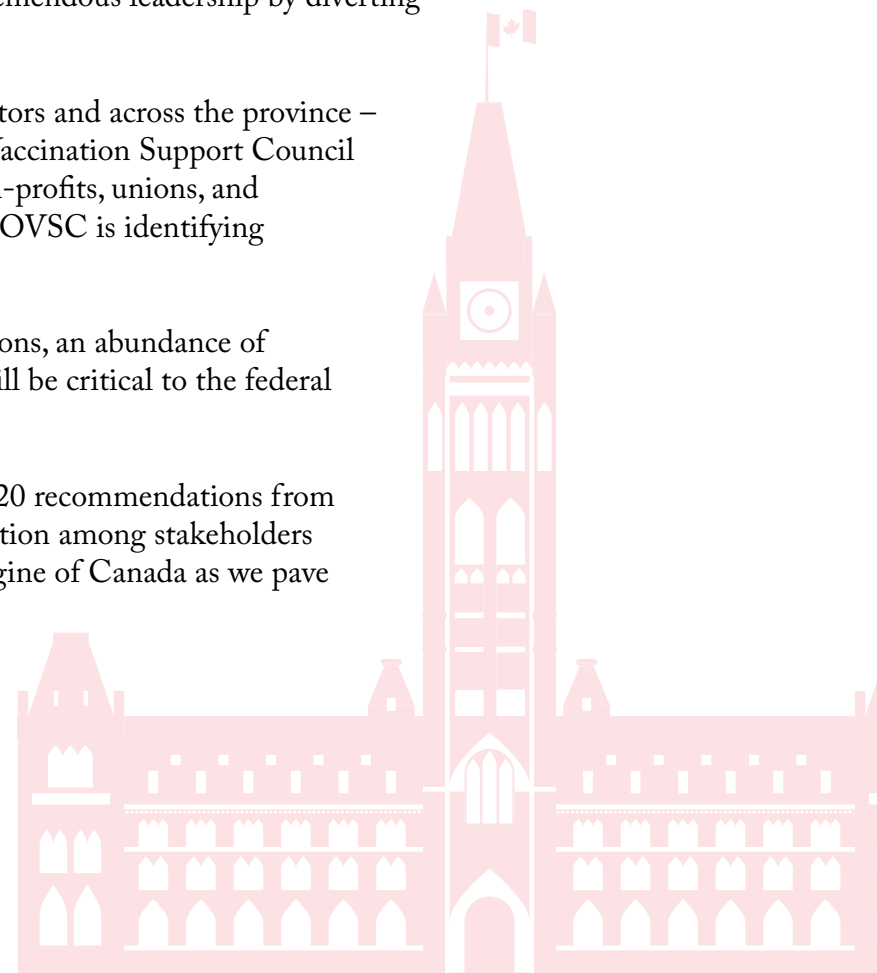 leadership by diverting
tors and across the province –
Vaccination Support Council
-profits, unions, and
OVSC is identifying
ons, an abundance of
ill be critical to the federal
20 recommendations from
tion among stakeholders
gine of Canada as we pave